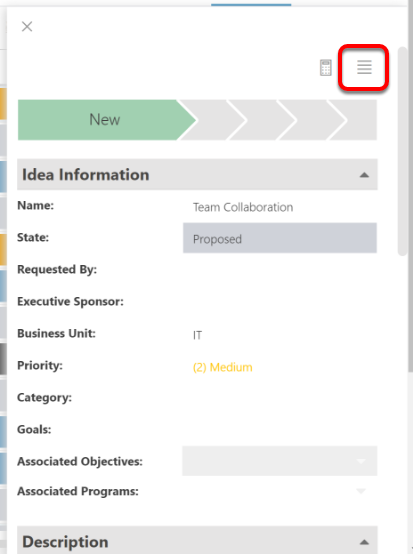 New
Idea Information
Name: Team Collaboration
State: Proposed
Requested By:
Executive Sponsor:
Business Unit: IT
Priority: (2) Medium
Category:
Goals:
Associated Objectives:
Associated Programs:
Description